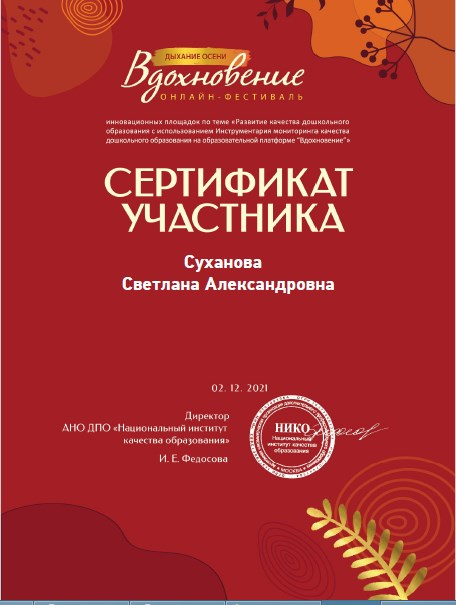 ДЫХАНИЕ ОСЕНИ
Вдохновение
ОНЛАЙН-ФЕСТИВАЛЬ
инновационных площадок по теме «Развитие качества дошкольного
образования с использованием Инструментария мониторинга качества
дошкольного образования на образовательной платформе "Вдохновение"»
СЕРТИФИКАТ
УЧАСТНИКА
Суханова
Светлана Александровна
02. 12. 2021
Директор
АНО ДПО «Национальный институт
качества образования»
И. Е. Федосова
НИКО
Национальный
институт качества
образования
МОСКВА